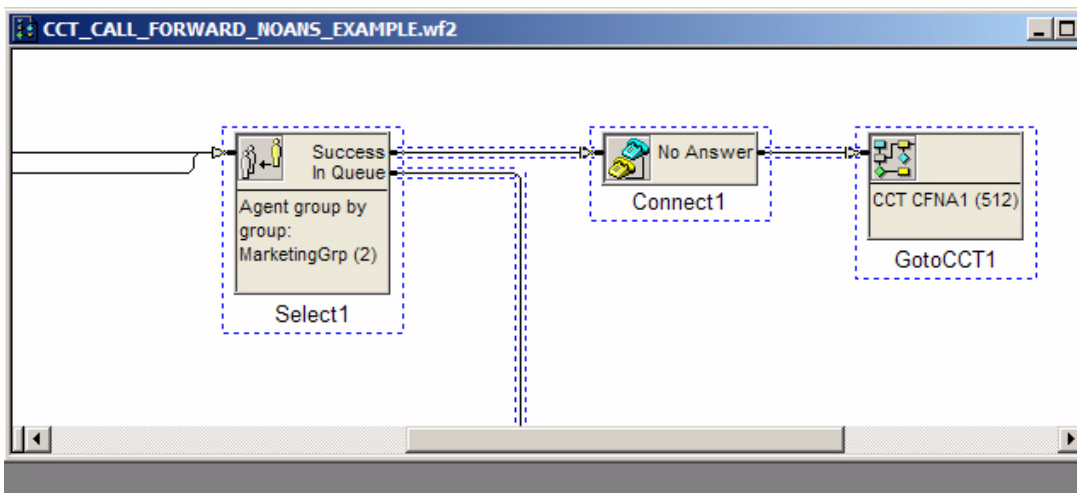 CCT_CALL_FORWARD_NOANS_EXAMPLE.wf2
Success
In Queue
Agent group by
group:
MarketingGrp (2)
Select1
No Answer
Connect1
CCT CFNA1 (512)
GotoCCT1